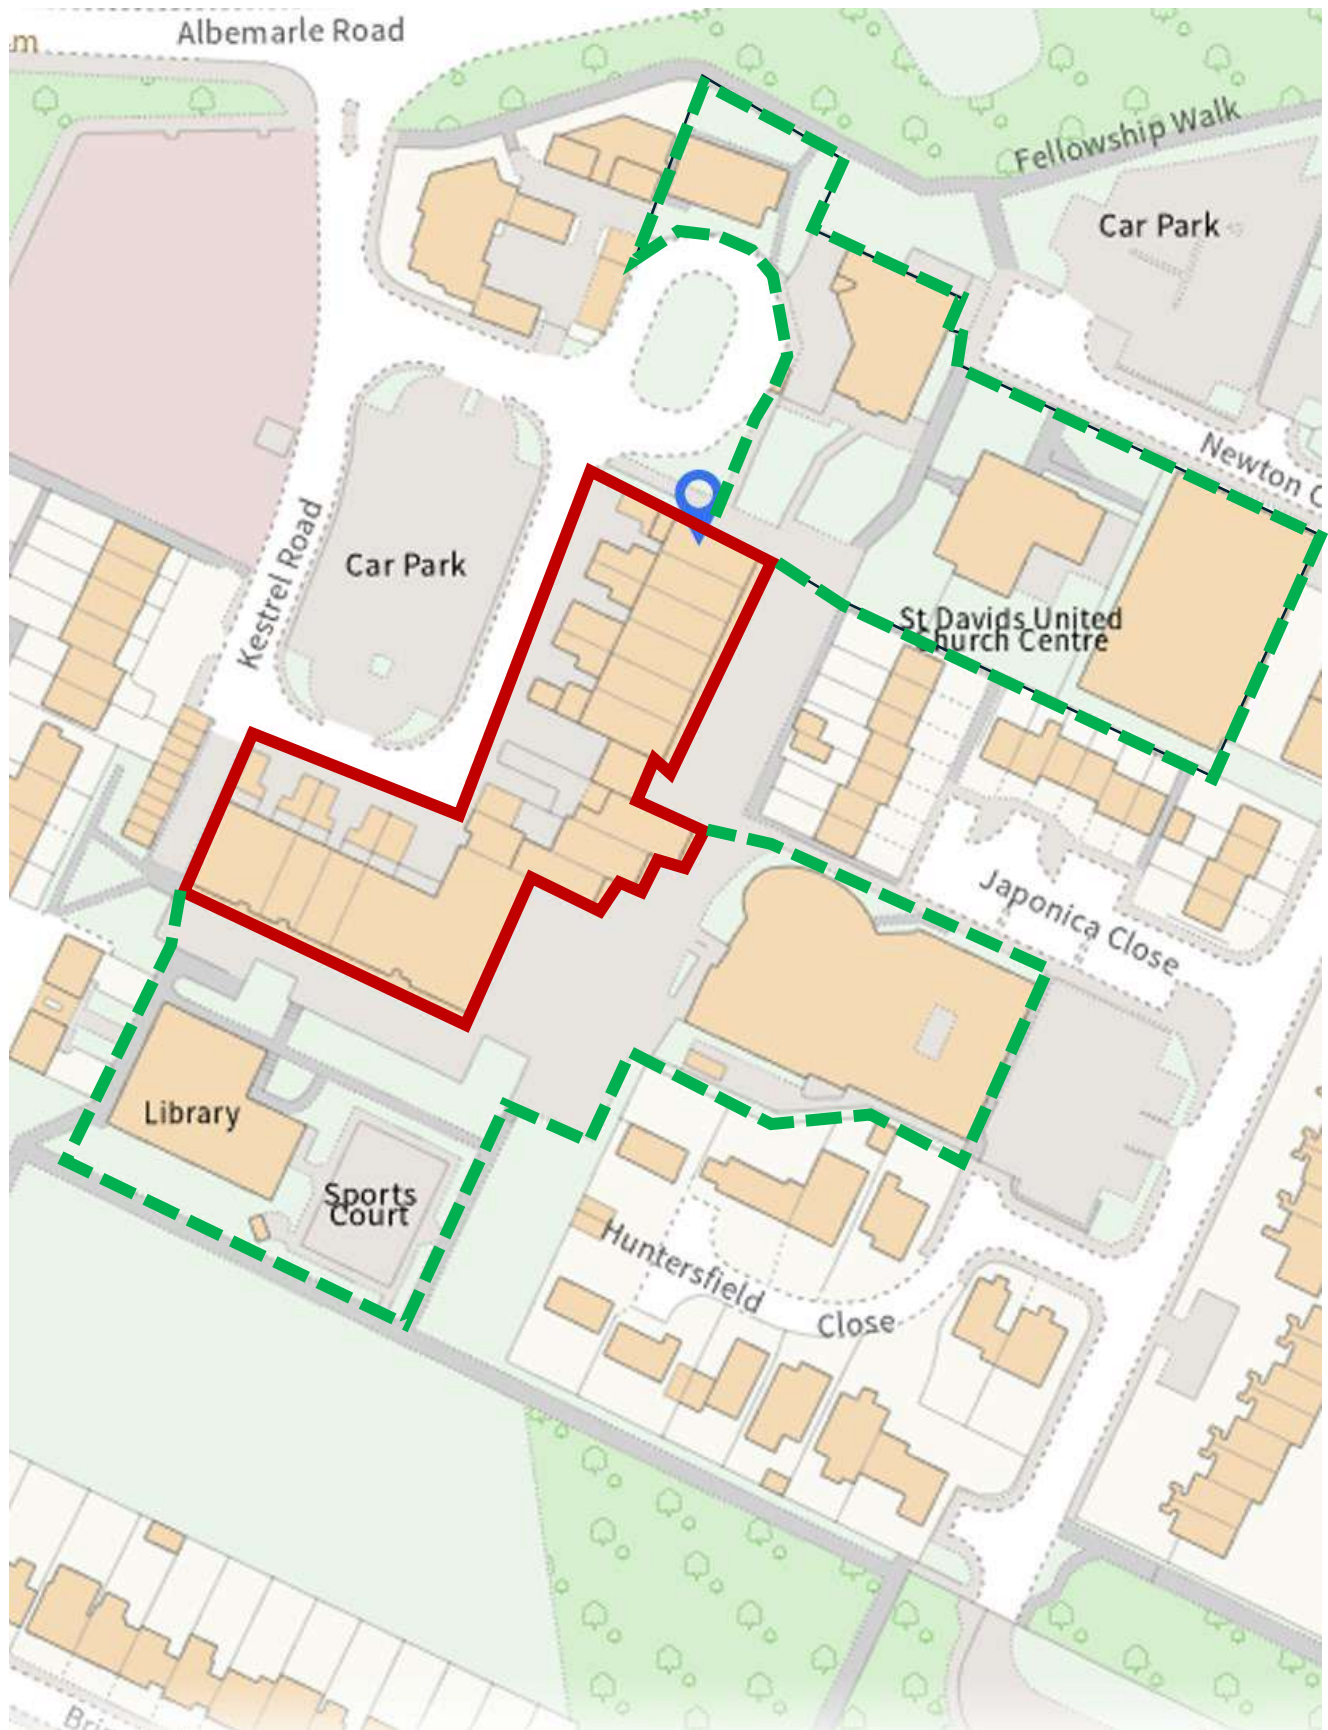 Albemarle Road
m
Fellowship Walk
Car Park
Newton C
Kestrel Road
Car Park
St Davids United
Church Centre
Japonica Close
Library
Sports
Court
Huntersfield
Close
Bri